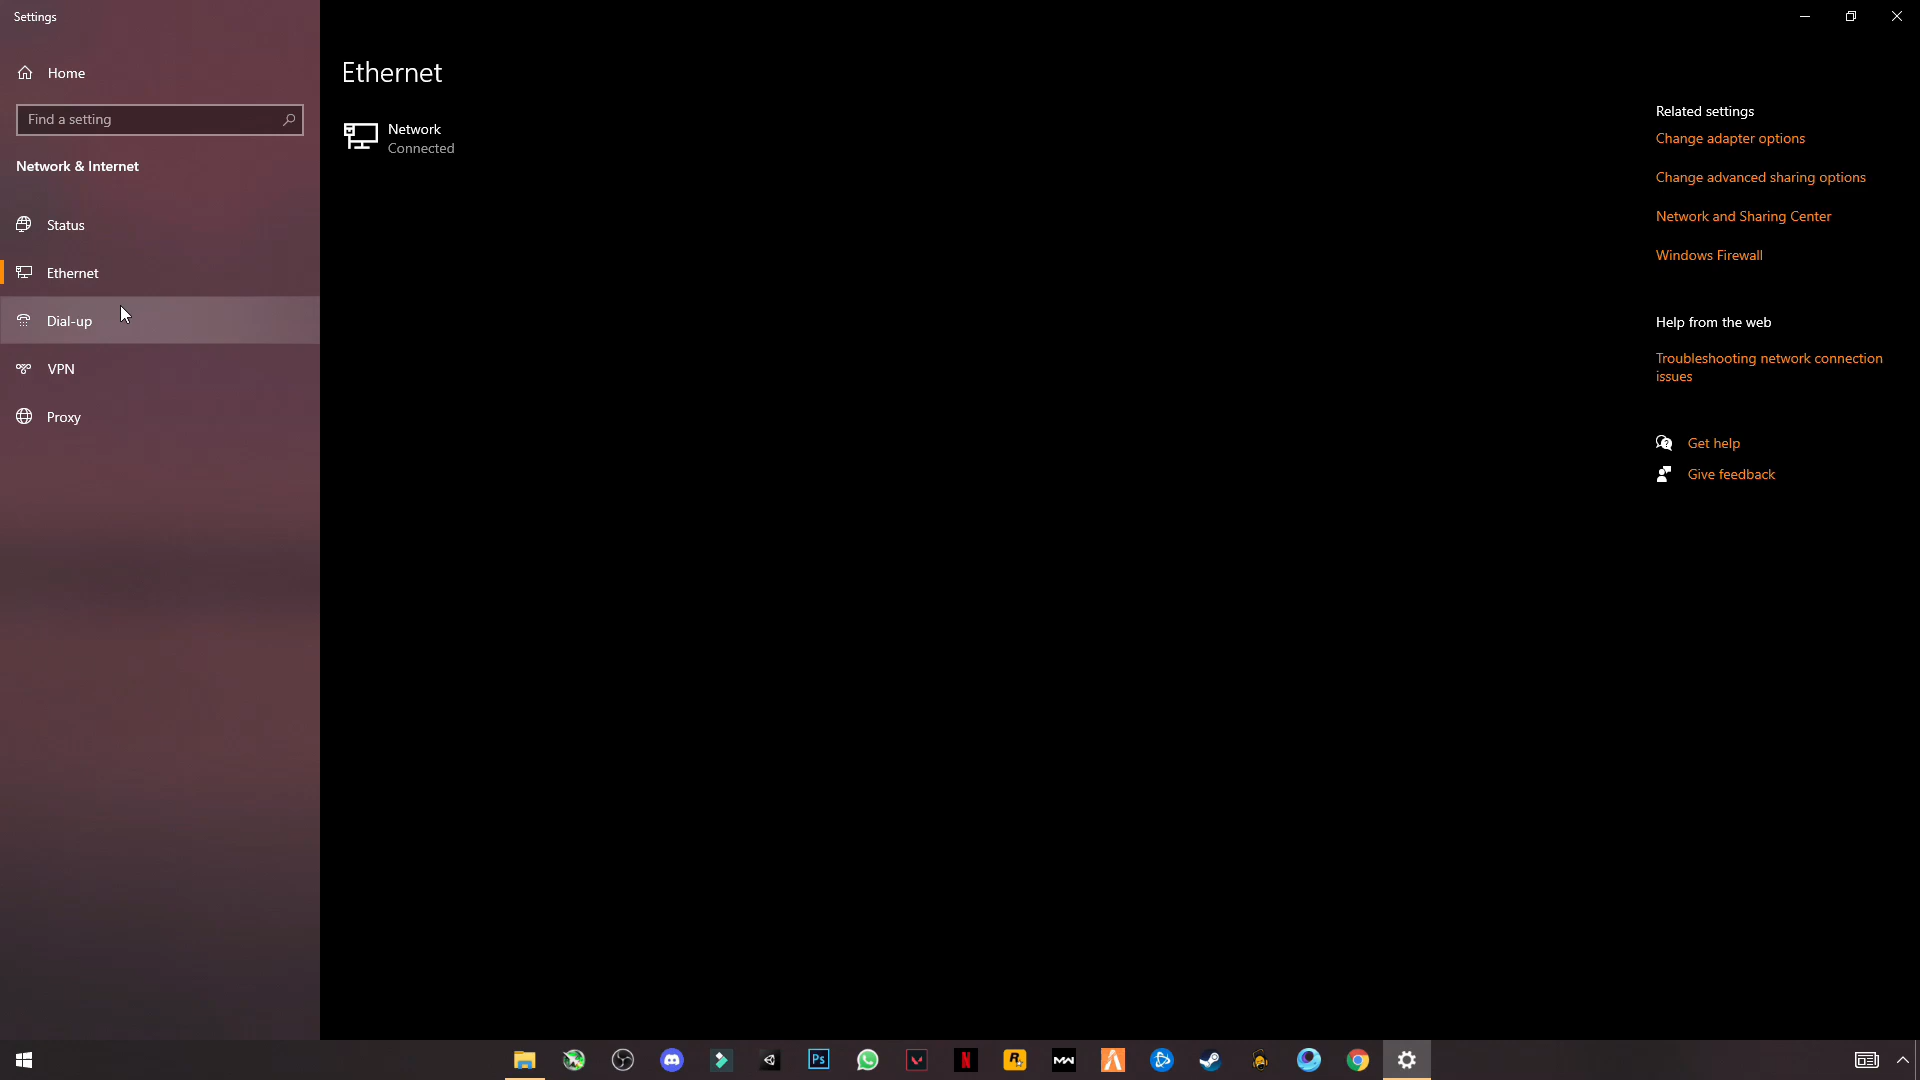 Settings
Home
Find a setting
Network & Internet
Status
Ethernet
Dial-up
VPN
Proxy
Ethernet
Network
Connected
Related settings
Change adapter options
Change advanced sharing options
Network and Sharing Center
Windows Firewall
Help from the web
Troubleshooting network connection
issues
Get help
Give feedback
Ps
N
R
MW